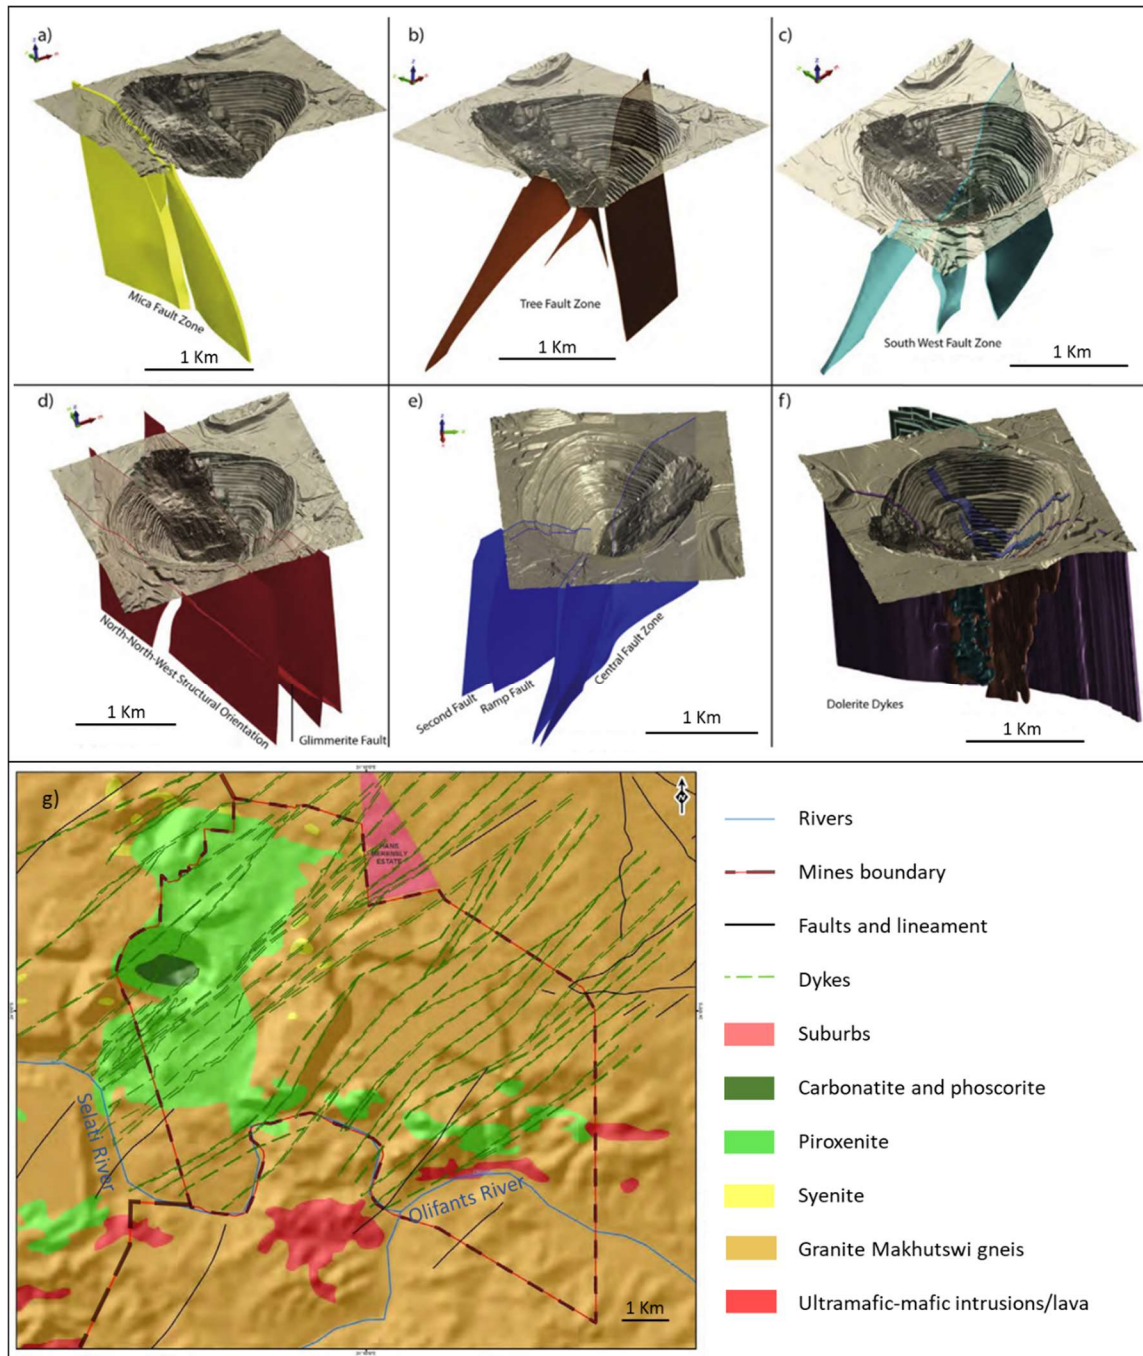 a)
Mica Fault Zone
1 Km
b)
Tree Fault Zone
1 Km
c)
South West Fault Zone
1 Km
d)
North-North-West Structural Orientation
Glimmerite Fault
1 Km
e)
Second Fault
Ramp Fault
Central Fault Zone
1 Km
f)
Dolerite Dykes
1 Km
g)
N
HANS
MERENSLY
ESTATE
Selati River
Olifants River
1 Km
Rivers
Mines boundary
Faults and lineament
Dykes
Suburbs
Carbonatite and phoscorite
Piroxenite
Syenite
Granite Makhutswi gneis
Ultramafic-mafic intrusions/lava